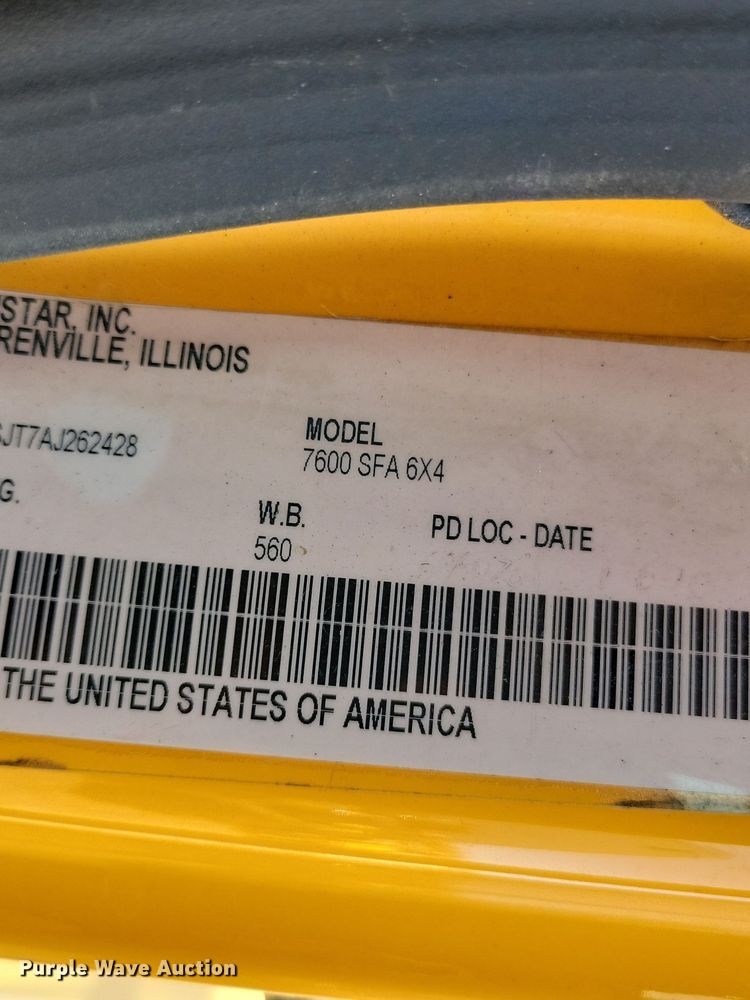 STAR, INC.
RENVILLE, ILLINOIS
JT7AJ262428
MODEL
7600 SFA 6X4
G.
W.B.
560
PD LOC - DATE
THE UNITED STATES OF AMERICA
Purple Wave Auction